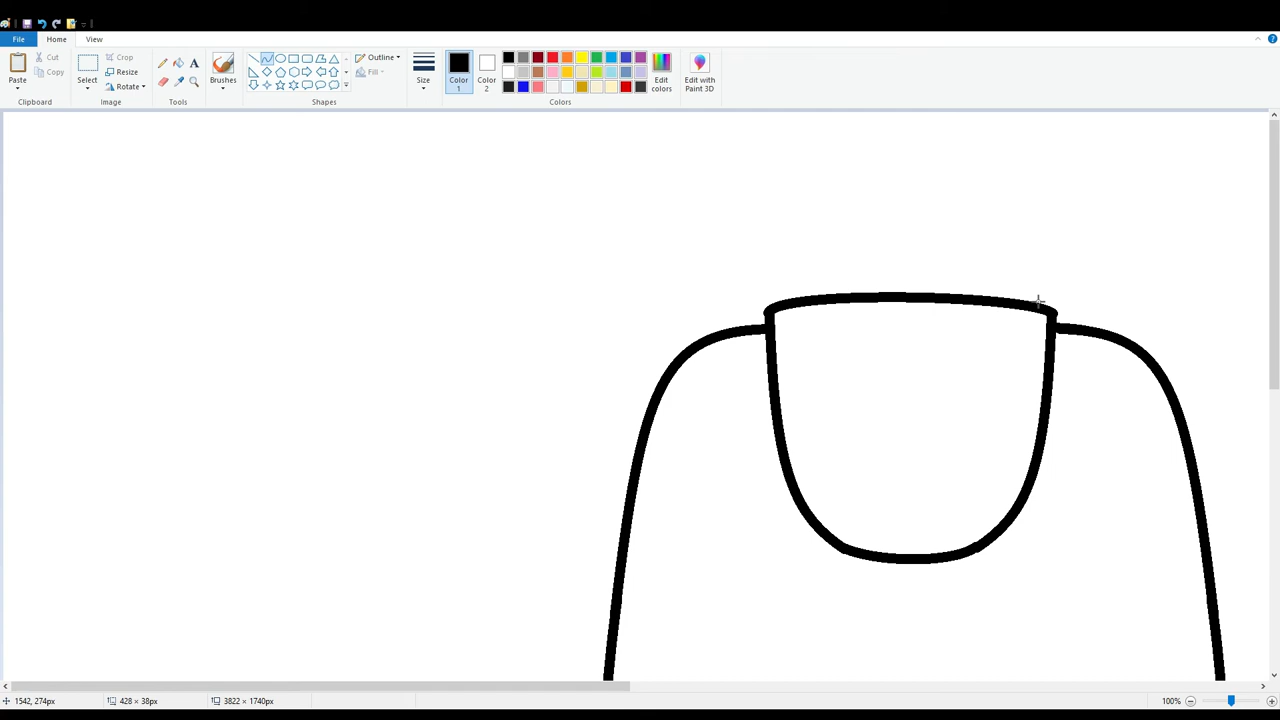 File Home View
Paste Cut Copy Clipboard
Select Crop Resize Rotate Image
A Tools
Brushes
Outline Fill Shapes
Size
Color 1 Color 2 Edit colors Colors
Edit with Paint 3D
1542, 274px 428 × 38px 3822 × 1740px 100%